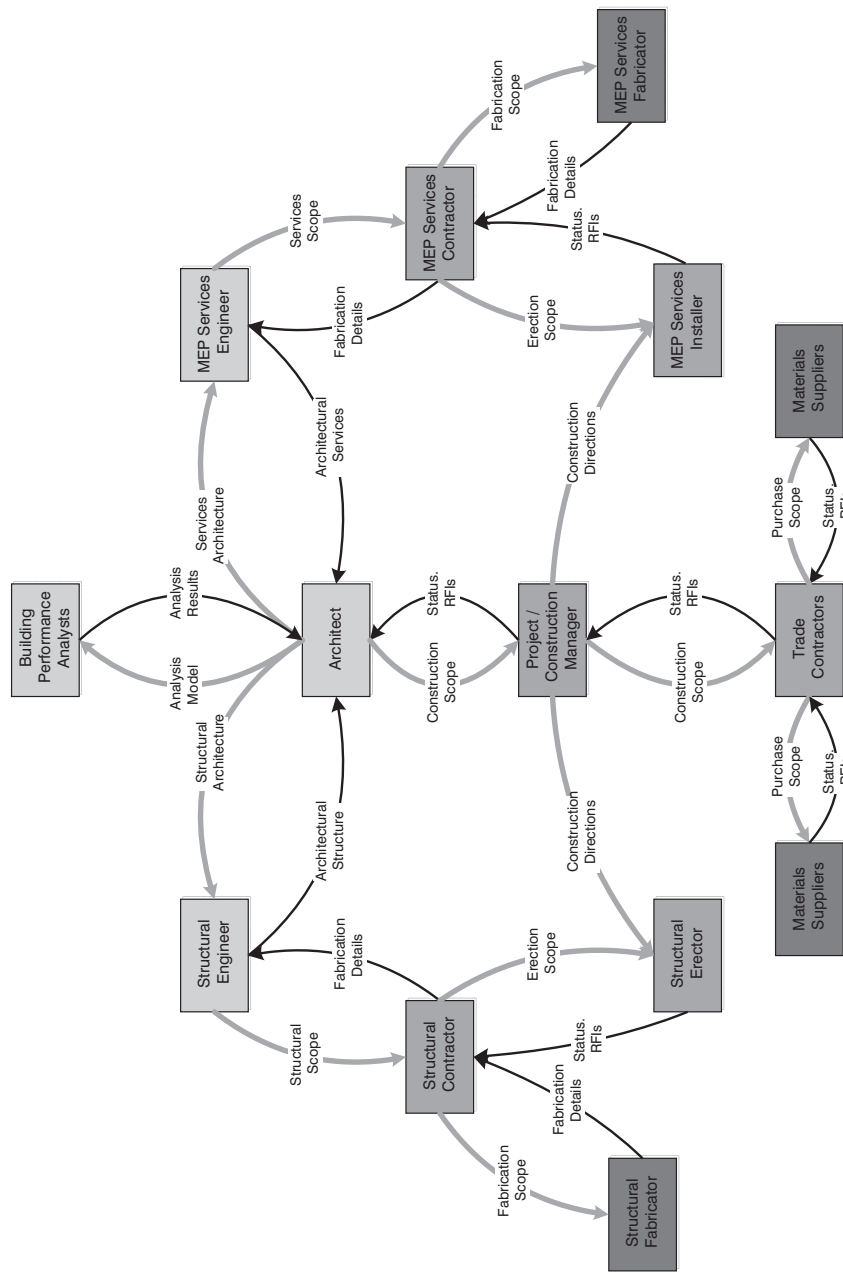 Building
Performance
Analysts
Analysis
Model
Analysis
Results
Structural
Architecture
Services
Architecture
Structural
Engineer
Architect
MEP Services
Engineer
Structural
Scope
Fabrication
Details
Architectural
Structure
Architectural
Services
Fabrication
Details
Services
Scope
Construction
Scope
Status.
RFIs
Structural
Contractor
Project /
Construction
Manager
MEP Services
Contractor
Fabrication
Scope
Fabrication
Details
Status.
RFIs
Erection
Scope
Construction
Directions
Construction
Directions
Erection
Scope
Status.
RFIs
Fabrication
Details
Fabrication
Scope
Structural
Fabricator
Structural
Erector
MEP Services
Installer
MEP Services
Fabricator
Construction
Scope
Status.
RFIs
Materials
Suppliers
Purchase
Scope
Status.
Trade
Contractors
Purchase
Scope
Status.
Materials
Suppliers